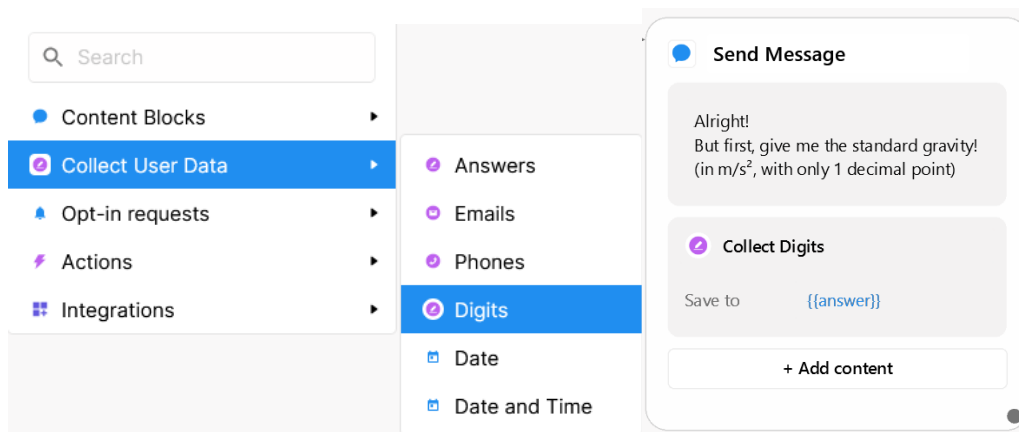 Search
Content Blocks
Collect User Data
Opt-in requests
Actions
Integrations
Answers
Emails
Phones
Digits
Date
Date and Time
Send Message
Alright!
But first, give me the standard gravity!
(in m/s², with only 1 decimal point)
Collect Digits
Save to {{answer}}
+ Add content